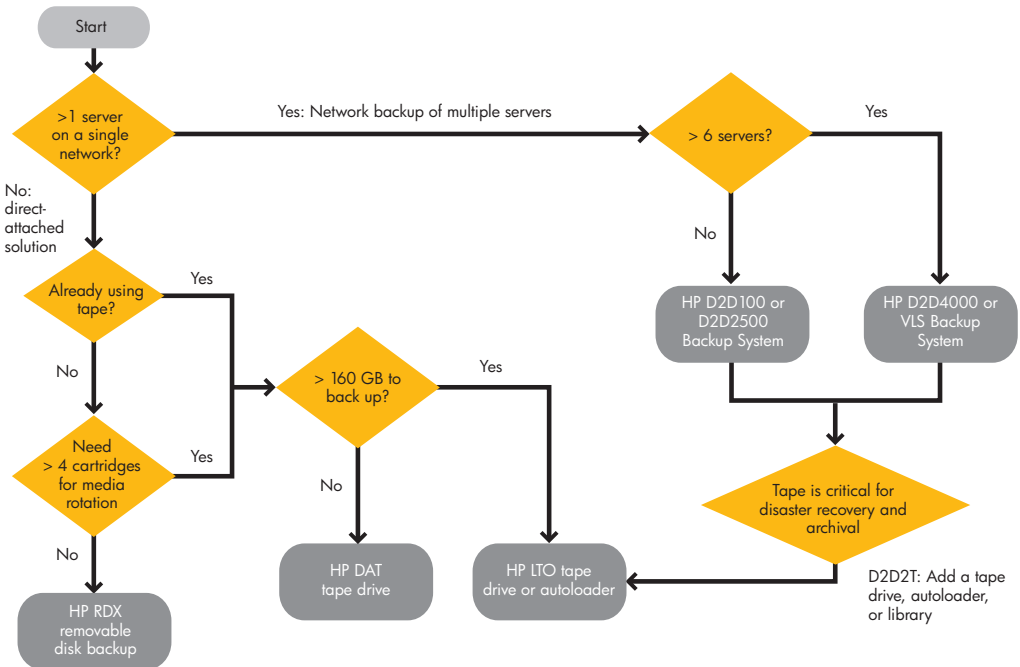 Start
>1 server
on a single
network?
Yes: Network backup of multiple servers
> 6 servers?
Yes
No:
direct-
attached
solution
No
Already using
tape?
Yes
HP D2D100 or
D2D2500
Backup System
HP D2D4000 or
VLS Backup
System
No
> 160 GB to
back up?
Yes
Need
> 4 cartridges
for media
rotation
Yes
No
Tape is critical for
disaster recovery and
archival
No
HP DAT
tape drive
HP LTO tape
drive or autoloader
D2D2T: Add a tape
drive, autoloader,
or library
HP RDX
removable
disk backup